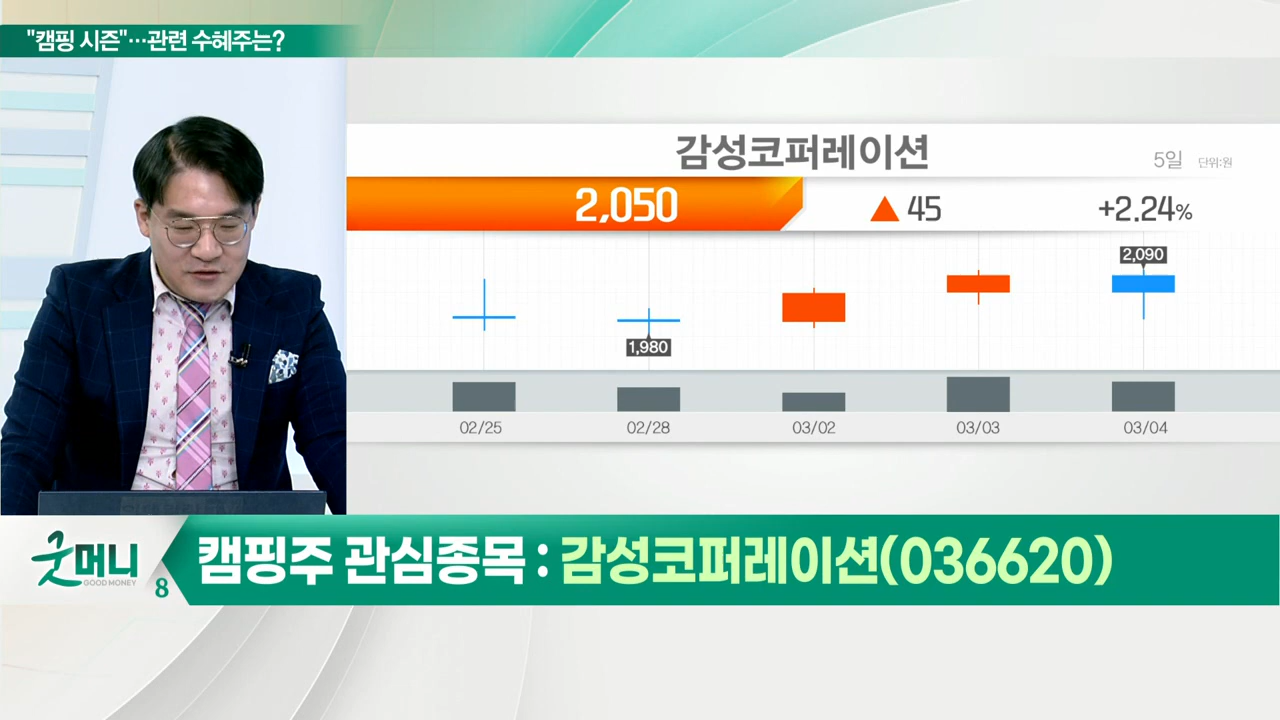 "캠핑 시즌"…관련 수혜주는?
감성코퍼레이션
5일 단위:원
2,050 ▲ 45 +2.24%
2,090
1,980
02/25 02/28 03/02 03/03 03/04
굿머니
GOOD MONEY
8
캠핑주 관심종목 : 감성코퍼레이션(036620)